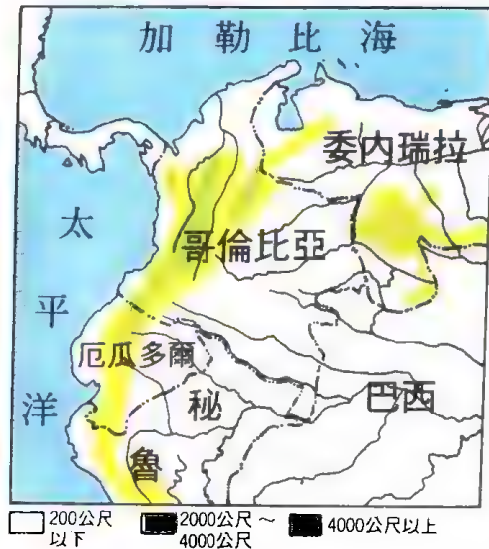 加勒比海
委內瑞拉
太平洋
哥倫比亞
厄瓜多爾
巴西
秘魯
200公尺以下
2000公尺～4000公尺
4000公尺以上